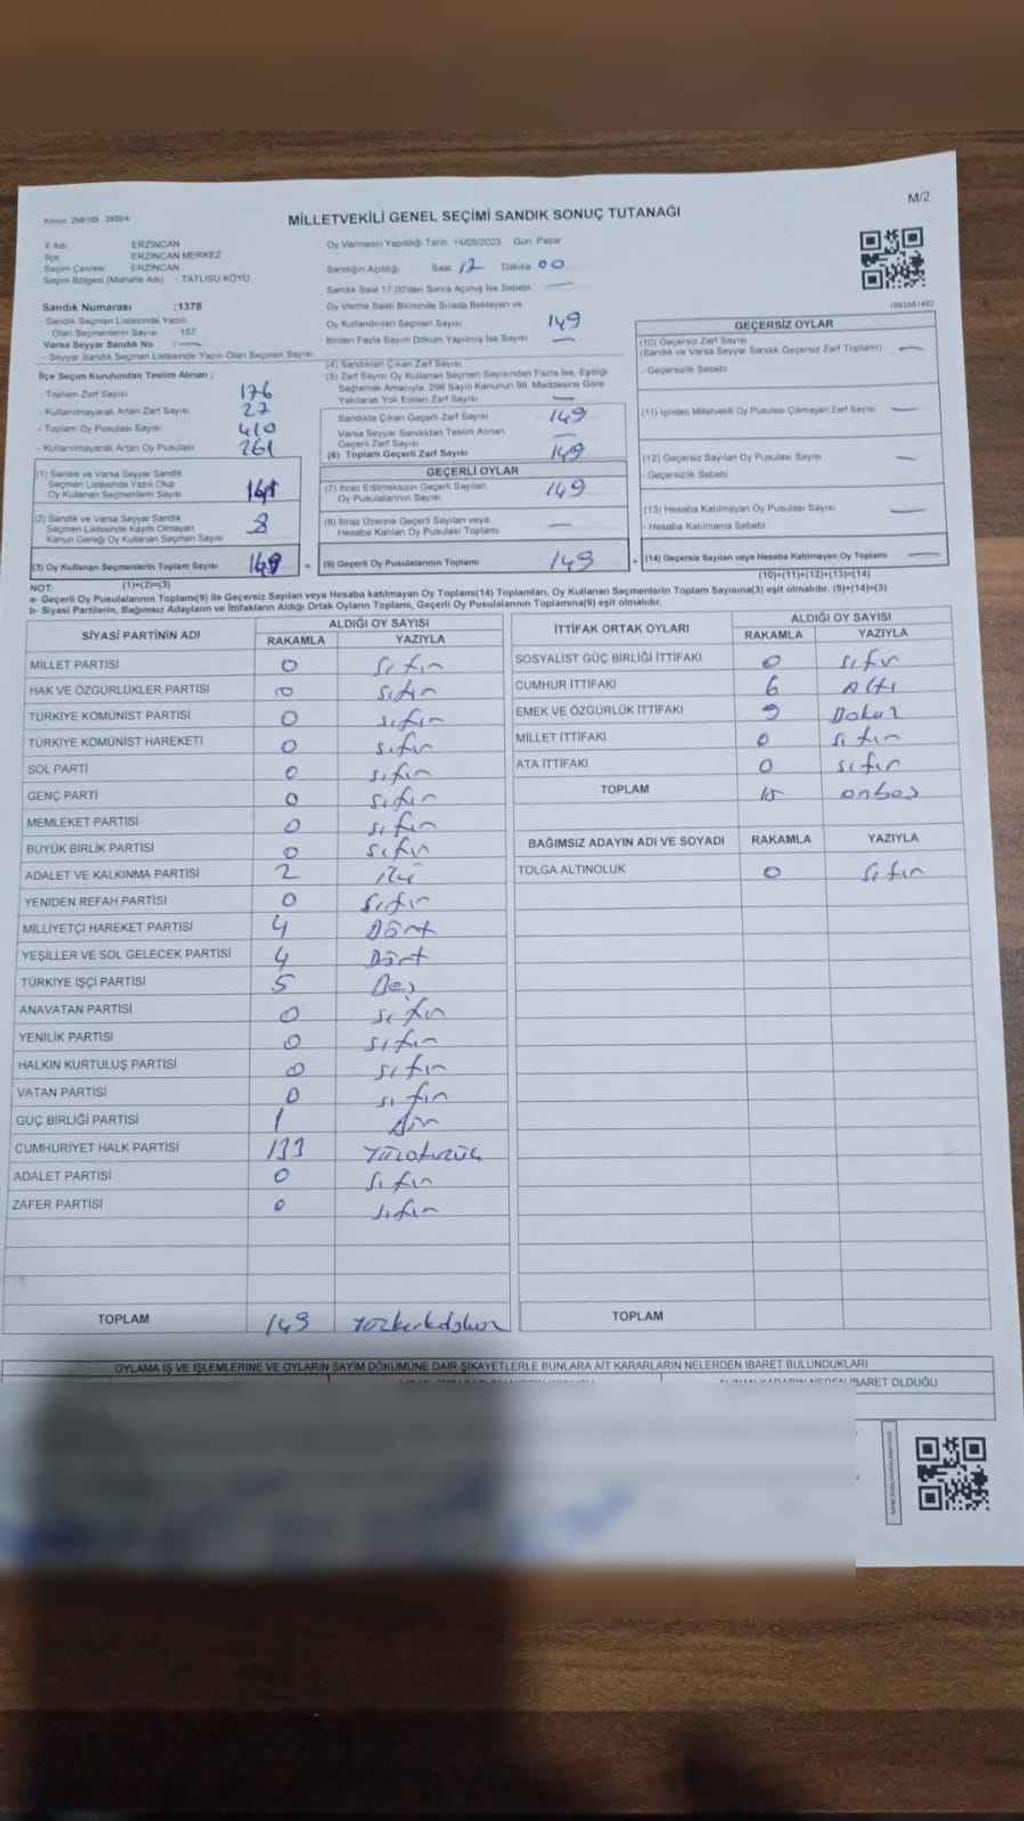 M/2
MİLLETVEKİLİ GENEL SEÇİMİ SANDIK SONUÇ TUTANAĞI
İl Adı : ERZİNCAN
İlçe : ERZİNCAN MERKEZ
Seçim Çevresi : ERZİNCAN
Seçim Bölgesi (Mahalle Adı) : TATLISU KÖYÜ
Oy Vermenin Yapıldığı Tarih 14/05/2023 Gün Pazar
Sandığın Açıldığı Saat 17 Dakika 00
Sandık Saat 17.00'den Sonra Açılmış İse Sebebi —
Sandık Numarası :1378
Sandık Seçmen Listesinde Yazılı
Olan Seçmenlerin Sayısı
Varsa Seyyar Sandık No : —
- Seyyar Sandık Seçmen Listesinde Yazılı Olan Seçmen Sayısı
Oy Verme Saati Bitiminde Sırada Bekleyen ve
Oy Kullandırılan Seçmen Sayısı 149
Birden Fazla Sayım Döküm Yapılmış İse Sayısı —
İlçe Seçim Kurulundan Teslim Alınan :
Toplam Zarf Sayısı 176
- Kullanılmayarak Artan Zarf Sayısı 27
- Toplam Oy Pusulası Sayısı 410
- Kullanılmayarak Artan Oy Pusulası 261
(1) Sandık ve Varsa Seyyar Sandık
Seçmen Listesinde Yazılı Olup
Oy Kullanan Seçmenlerin Sayısı
(2) Sandık ve Varsa Seyyar Sandık
Seçmen Listesinde Kayıtlı Olmayan
Kanun Gereği Oy Kullanan Seçmen Sayısı 8
(3) Oy Kullanan Seçmenlerin Toplam Sayısı 149
(1)+(2)=(3)
(4) Sandıktan Çıkan Zarf Sayısı
(5) Zarf Sayısı Oy Kullanan Seçmen Sayısından Fazla İse, Eşitliği
Sağlamak Amacıyla, 298 Sayılı Kanunun 98. Maddesine Göre
Yakılarak Yok Edilen Zarf Sayısı —
Sandıkta Çıkan Geçerli Zarf Sayısı 149
Varsa Seyyar Sandıktan Teslim Alınan
Geçerli Zarf Sayısı —
(6) Toplam Geçerli Zarf Sayısı 149
GEÇERLİ OYLAR
(7) İtiraz Edilmeksizin Geçerli Sayılan
Oy Pusulalarının Sayısı 149
(8) İtiraz Üzerine Geçerli Sayılan veya
Hesaba Katılan Oy Pusulası Toplamı —
= (9) Geçerli Oy Pusulalarının Toplamı 149
GEÇERSİZ OYLAR
(10) Geçersiz Zarf Sayısı
(Sandık ve Varsa Seyyar Sandık Geçersiz Zarf Toplamı) —
- Geçersizlik Sebebi
(11) İçinden Milletvekili Oy Pusulası Çıkmayan Zarf Sayısı —
(12) Geçersiz Sayılan Oy Pusulası Sayısı —
- Geçersizlik Sebebi
(13) Hesaba Katılmayan Oy Pusulası Sayısı —
- Hesaba Katılmama Sebebi
+ (14) Geçersiz Sayılan veya Hesaba Katılmayan Oy Toplamı —
(10)+(11)+(12)+(13)=(14)
NOT:
a- Geçerli Oy Pusulalarının Toplamı(9) ile Geçersiz Sayılan veya Hesaba katılmayan Oy Toplamı(14) Toplamları, Oy Kullanan Seçmenlerin Toplam Sayısına(3) eşit olmalıdır. (9)+(14)=(3)
b- Siyasi Partilerin, Bağımsız Adayların ve İttifakların Aldığı Ortak Oyların Toplamı, Geçerli Oy Pusulalarının Toplamına(9) eşit olmalıdır.
SİYASİ PARTİNİN ADI ALDIĞI OY SAYISI
RAKAMLA YAZIYLA
MİLLET PARTİSİ 0 Sıfır
HAK VE ÖZGÜRLÜKLER PARTİSİ 0 Sıfır
TÜRKİYE KOMÜNİST PARTİSİ 0 Sıfır
TÜRKİYE KOMÜNİST HAREKETİ 0 Sıfır
SOL PARTİ 0 Sıfır
GENÇ PARTİ 0 Sıfır
MEMLEKET PARTİSİ 0 Sıfır
BÜYÜK BİRLİK PARTİSİ 0 Sıfır
ADALET VE KALKINMA PARTİSİ 2 İki
YENİDEN REFAH PARTİSİ 0 Sıfır
MİLLİYETÇİ HAREKET PARTİSİ 4 Dört
YEŞİLLER VE SOL GELECEK PARTİSİ 4 Dört
TÜRKİYE İŞÇİ PARTİSİ 5 Beş
ANAVATAN PARTİSİ 0 Sıfır
YENİLİK PARTİSİ 0 Sıfır
HALKIN KURTULUŞ PARTİSİ 0 Sıfır
VATAN PARTİSİ 0 Sıfır
GÜÇ BİRLİĞİ PARTİSİ 1 Bir
CUMHURİYET HALK PARTİSİ
ADALET PARTİSİ 0 Sıfır
ZAFER PARTİSİ 0 Sıfır
TOPLAM 149 Yüzkırkdokuz
İTTİFAK ORTAK OYLARI ALDIĞI OY SAYISI
RAKAMLA YAZIYLA
SOSYALİST GÜÇ BİRLİĞİ İTTİFAKI 0 Sıfır
CUMHUR İTTİFAKI 6 Altı
EMEK VE ÖZGÜRLÜK İTTİFAKI 9 Dokuz
MİLLET İTTİFAKI 0 Sıfır
ATA İTTİFAKI 0 Sıfır
TOPLAM 15 onbeş
BAĞIMSIZ ADAYIN ADI VE SOYADI RAKAMLA YAZIYLA
TOLGA ALTINOLUK 0 Sıfır
TOPLAM
OYLAMA İŞ VE İŞLEMLERİNE VE OYLARIN SAYIM DÖKÜMÜNE DAİR ŞİKAYETLERLE BUNLARA AİT KARARLARIN NELERDEN İBARET BULUNDUKLARI
İBARET OLDUĞU